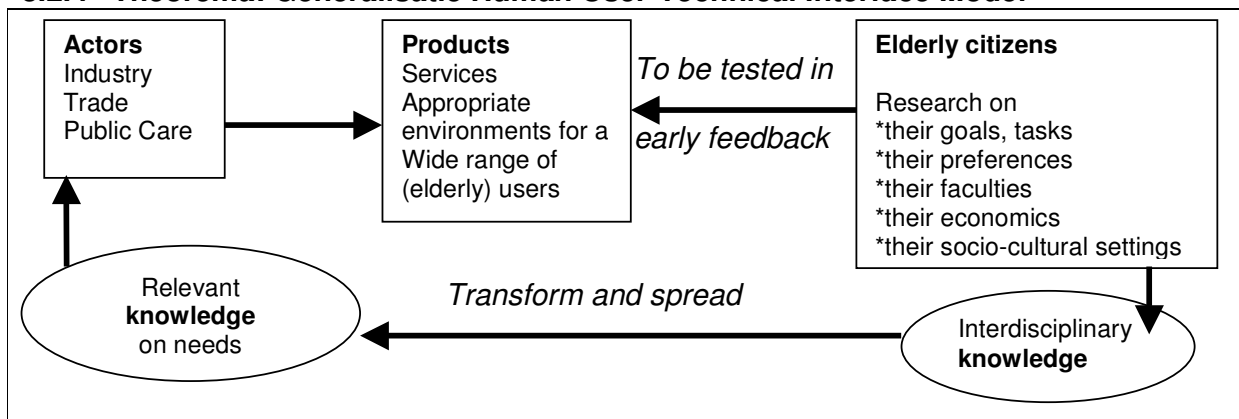 Actors
Industry
Trade
Public Care
Products
Services
Appropriate
environments for a
Wide range of
(elderly) users
To be tested in
early feedback
Elderly citizens
Research on
*their goals, tasks
*their preferences
*their faculties
*their economics
*their socio-cultural settings
Relevant
knowledge
on needs
Transform and spread
Interdisciplinary
knowledge